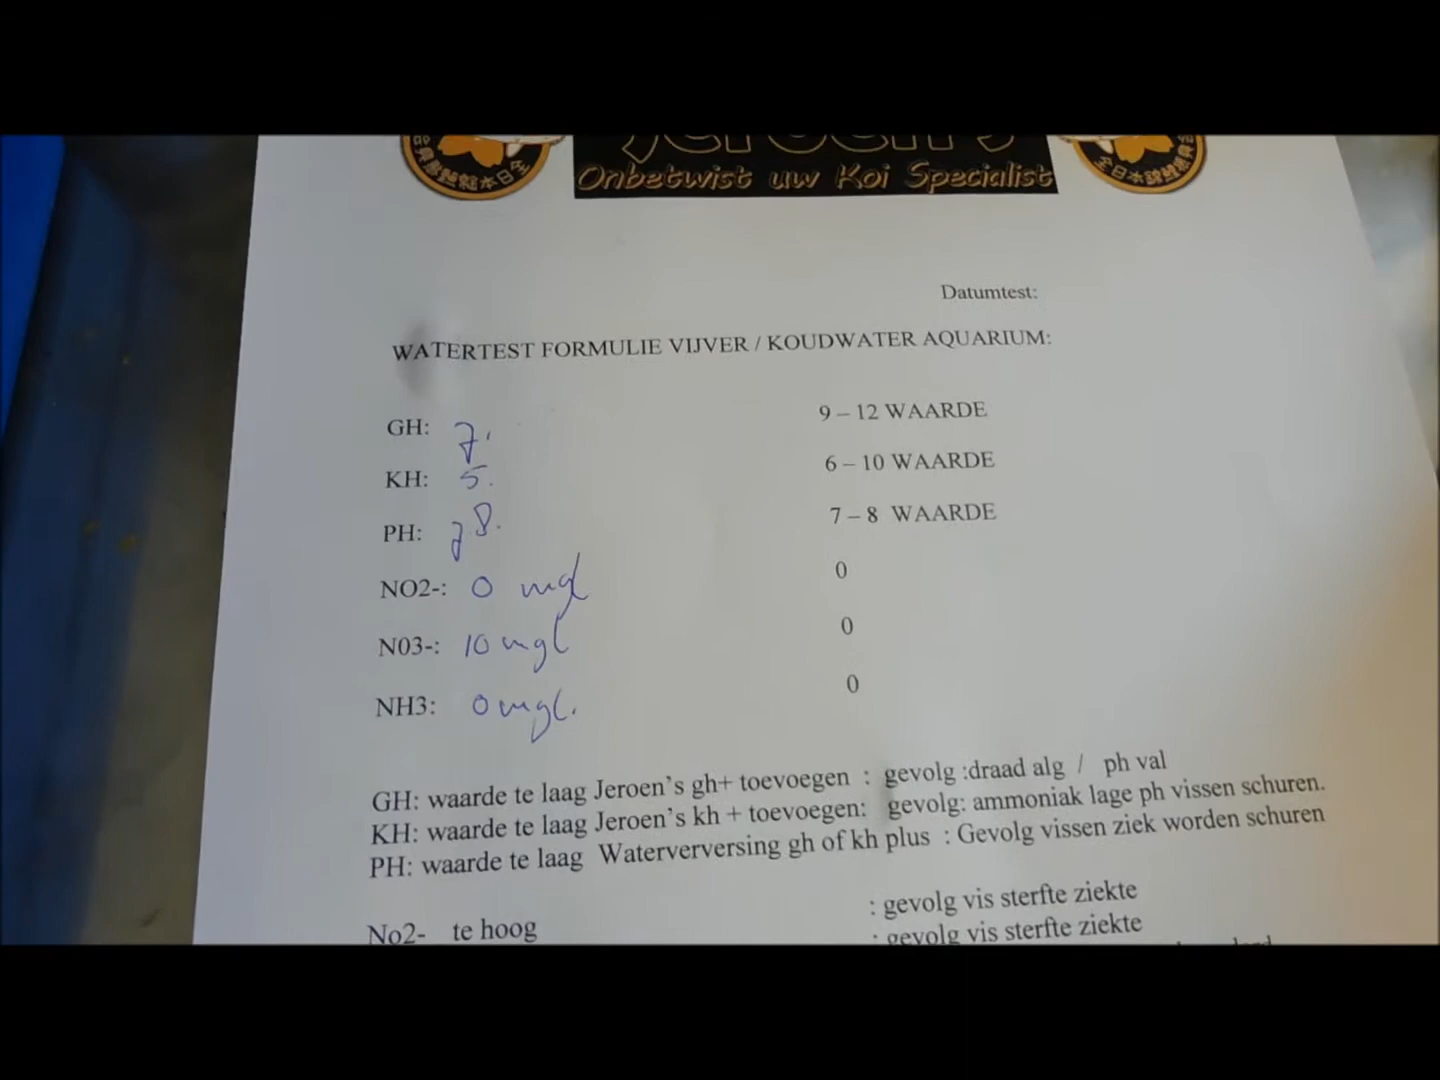 Jeroen's
Onbetwist uw Koi Specialist
Datumtest:
WATERTEST FORMULIE VIJVER / KOUDWATER AQUARIUM:
GH: 7. 9 – 12 WAARDE
KH: 5. 6 – 10 WAARDE
PH: 7 8. 7 – 8 WAARDE
NO2-: 0 mgl 0
N03-: 10 mgl 0
NH3: 0 mgl. 0
GH: waarde te laag Jeroen’s gh+ toevoegen : gevolg :draad alg / ph val
KH: waarde te laag Jeroen’s kh + toevoegen: gevolg: ammoniak lage ph vissen schuren.
PH: waarde te laag Waterverversing gh of kh plus : Gevolg vissen ziek worden schuren
: gevolg vis sterfte ziekte
No2- te hoog : gevolg vis sterfte ziekte